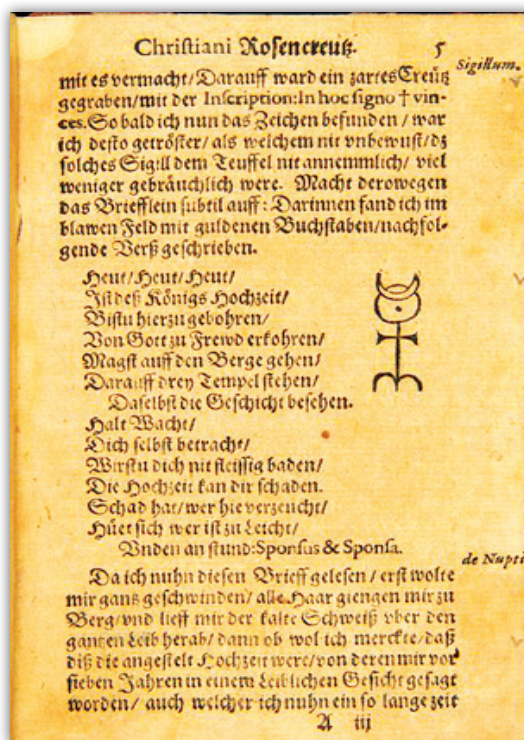 Christiani Rosencreutz. 5
Sigillum.
mit es vermacht/Darauff ward ein zartes Creutz
gegraben/mit der Inscription: In hoc signo † vin-
ces. So bald ich nun das Zeichen befunden / war
ich desto getröster/ als welchem nit vnbewust/dz
solches Sigill dem Teuffel nit annemmlich/ viel
weniger gebräuchlich were. Macht derowegen
das Briefflein subtil auff: Darinnen fand ich im
blawen Feld mit guldenen Buchstaben/nachfol-
gende Verß geschrieben.
Heut/Heut/Heut/
Ist deß Königs Hochzeit/
Bistu hierzu gebohren/
Von Gott zu Frewd erkohren/
Magst auff den Berge gehen/
Darauff drey Tempel stehen/
Daselbst die Geschicht besehen.
Halt Wacht/
Dich selbst betracht/
Wirstu dich nit fleissig baden/
Die Hochzeit kan dir schaden.
Schad hat/wer hie verzeucht/
Hüet sich wer ist zu Leicht/
Vnden an stund: Sponsus & Sponsa.
de Nupti
Da ich nuhn diesen Brieff gelesen / erst wolte
mir gantz geschwinden/ alle Haar giengen mir zu
Berg/vnd lieff mir der kalte Schweiß vber den
gantzen Leib herab/ dann ob wol ich merckte/daß
diß die angestelt Hochzeit were/von deren mir vor
sieben Jahren in einem Leiblichen Gesicht gesagt
worden/ auch welcher ich nuhn ein so lange zeit
A iij